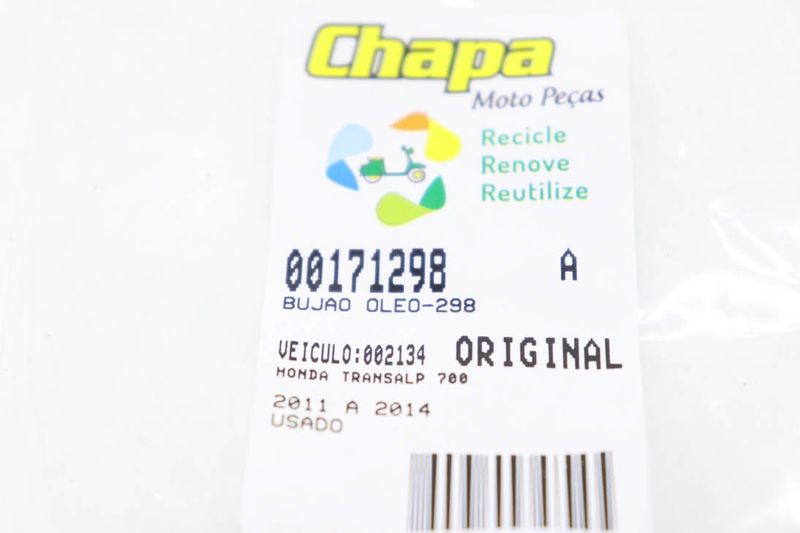 Chapa
Moto Peças
Recicle
Renove
Reutilize
00171298 A
BUJAO OLEO-298
VEICULO:002134 ORIGINAL
HONDA TRANSALP 700
2011 A 2014
USADO